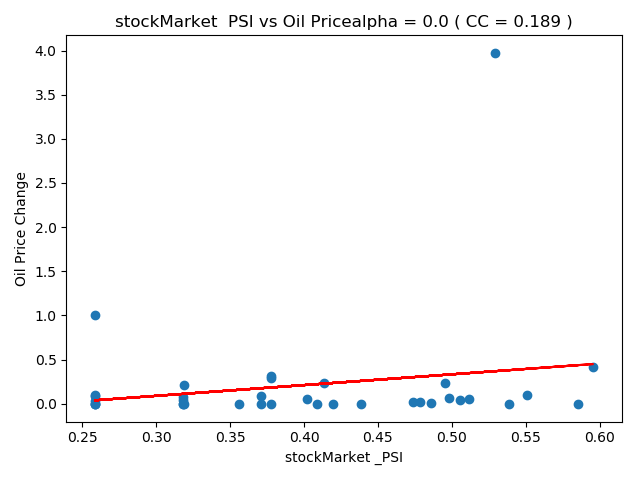 stockMarket  PSI vs Oil Pricealpha = 0.0 ( CC = 0.189 )
Oil Price Change
4.0
3.5
3.0
2.5
2.0
1.5
1.0
0.5
0.0
0.25 0.30 0.35 0.40 0.45 0.50 0.55 0.60
stockMarket _PSI